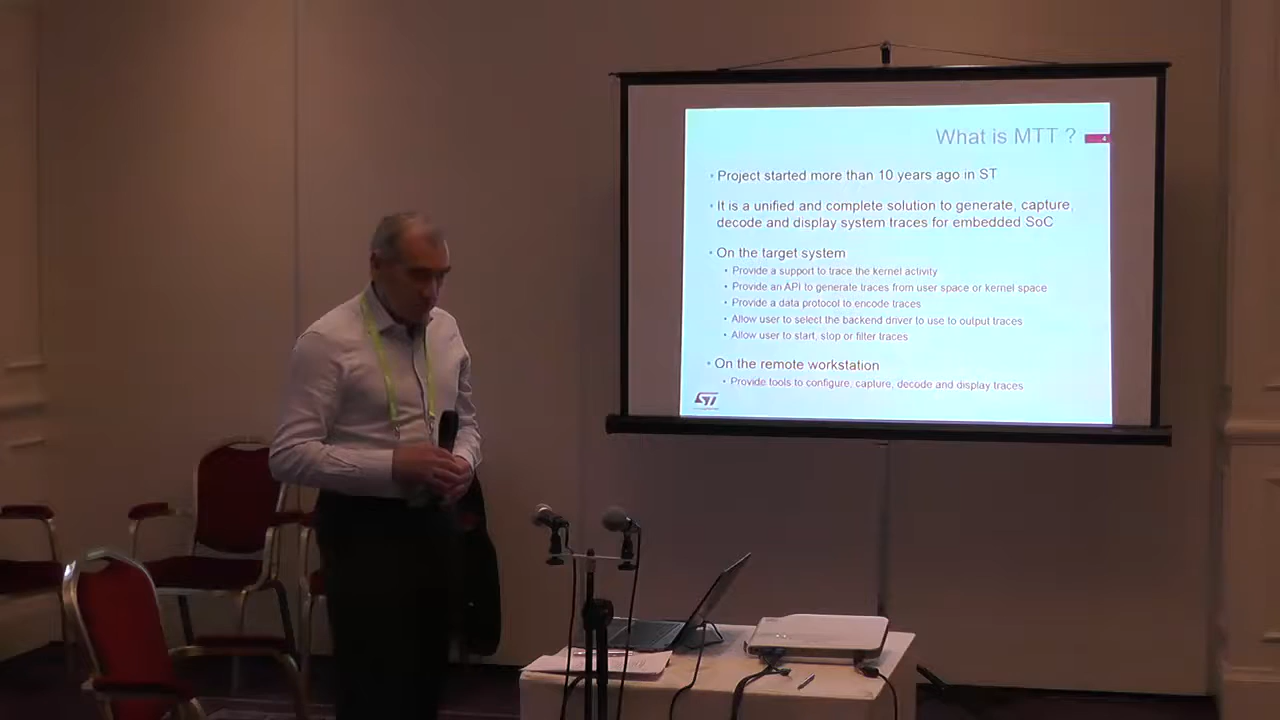 What is MTT ?
4
• Project started more than 10 years ago in ST
• It is a unified and complete solution to generate, capture,
decode and display system traces for embedded SoC
• On the target system
• Provide a support to trace the kernel activity
• Provide an API to generate traces from user space or kernel space
• Provide a data protocol to encode traces
• Allow user to select the backend driver to use to output traces
• Allow user to start, stop or filter traces
• On the remote workstation
• Provide tools to configure, capture, decode and display traces
ST